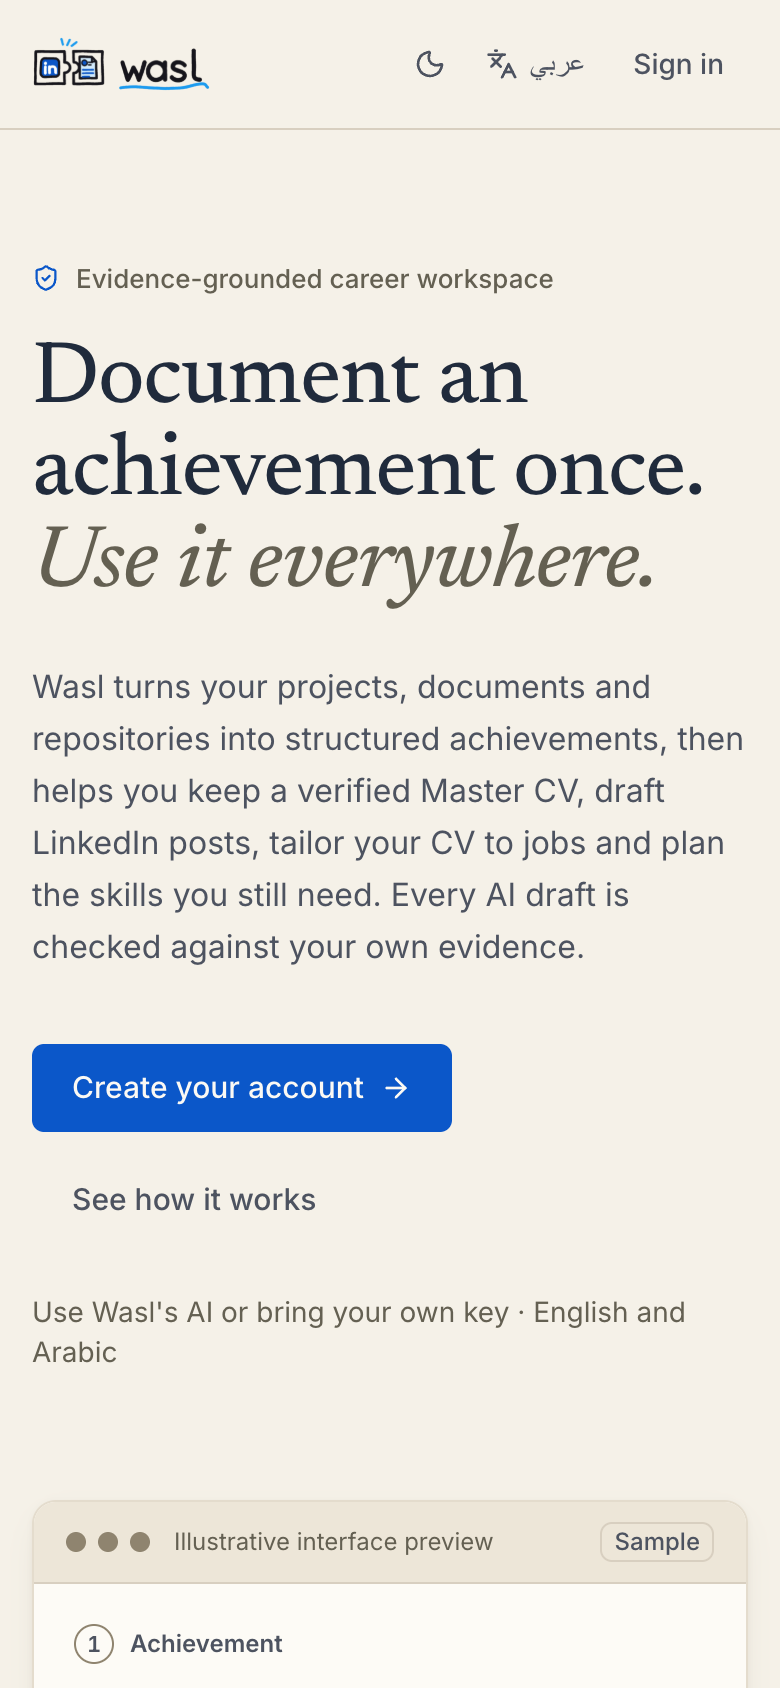 in
wasl
عربي
Sign in
Evidence-grounded career workspace
Document an
achievement once.
Use it everywhere.
Wasl turns your projects, documents and
repositories into structured achievements, then
helps you keep a verified Master CV, draft
LinkedIn posts, tailor your CV to jobs and plan
the skills you still need. Every AI draft is
checked against your own evidence.
Create your account →
See how it works
Use Wasl's AI or bring your own key · English and
Arabic
Illustrative interface preview
Sample
1 Achievement